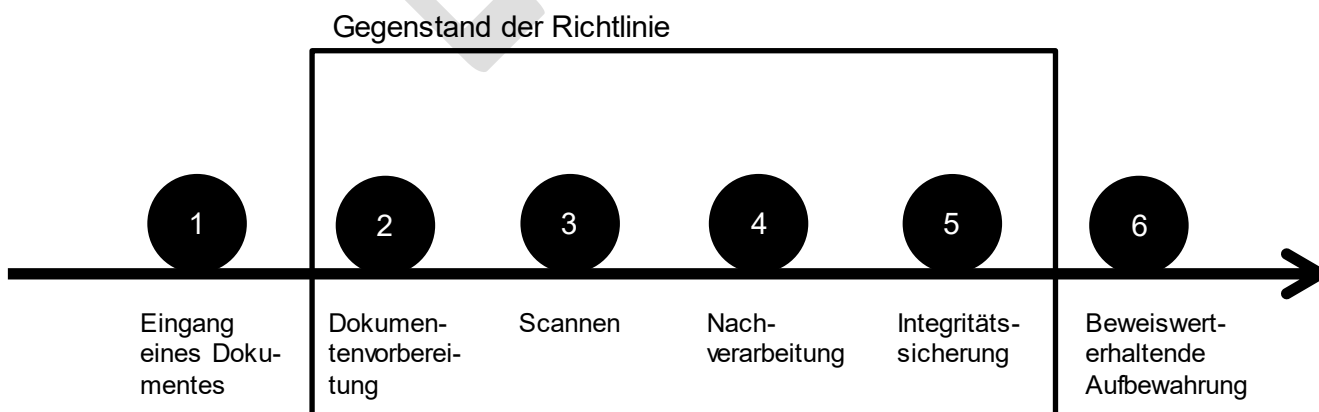 Gegenstand der Richtlinie
1
2
3
4
5
6
Eingang
eines Doku-
mentes
Dokumen-
tenvorberei-
tung
Scannen
Nach-
verarbeitung
Integritäts-
sicherung
Beweiswert-
erhaltende
Aufbewahrung